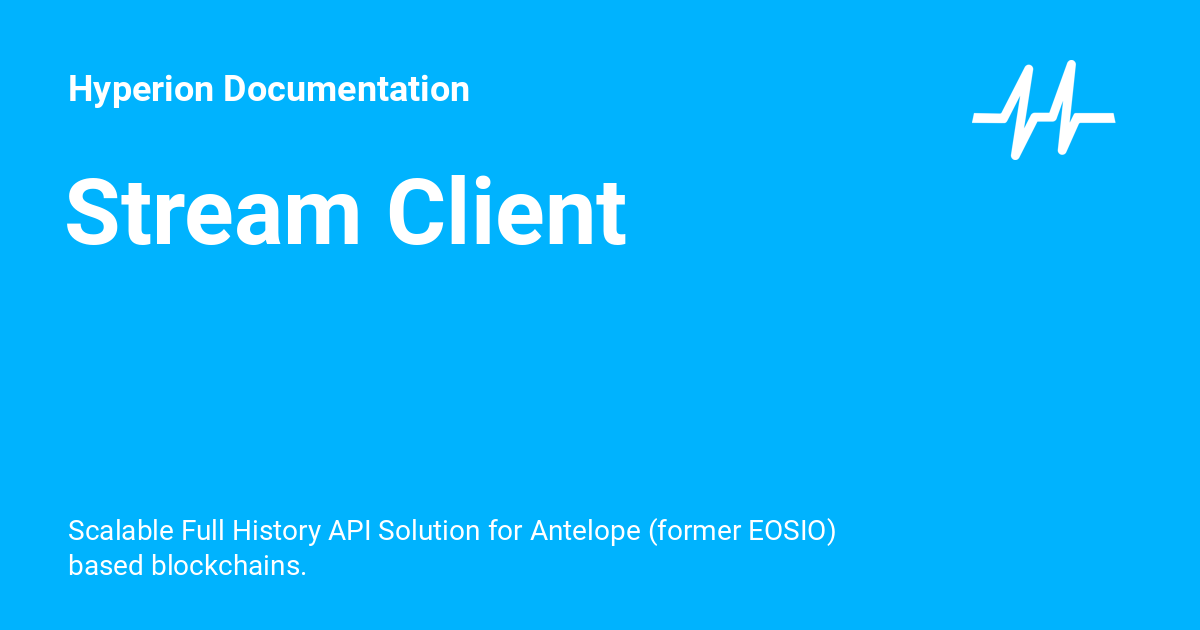 Hyperion Documentation
Stream Client
Scalable Full History API Solution for Antelope (former EOSIO)
based blockchains.